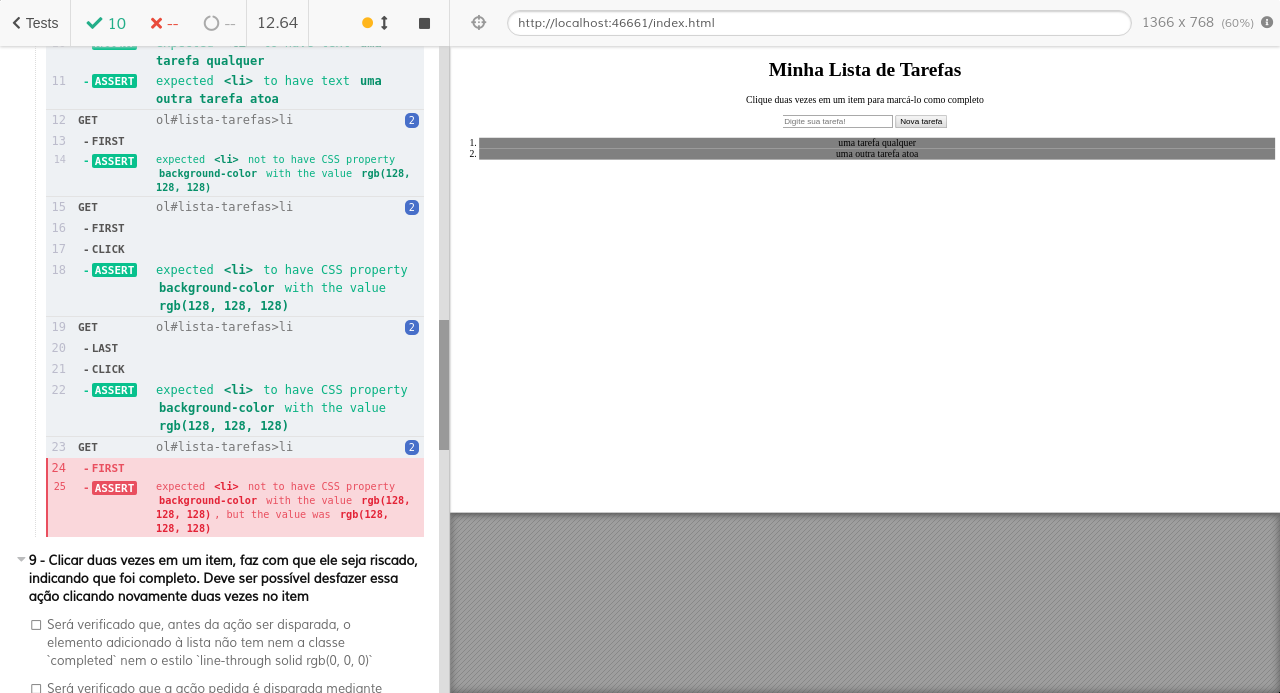 Tests
10
--
--
12.64
http://localhost:46661/index.html
1366 x 768 (60%)
tarefa qualquer
11 - ASSERT expected <li> to have text uma
outra tarefa atoa
12 GET ol#lista-tarefas>li 2
13 - FIRST
14 - ASSERT expected <li> not to have CSS property
background-color with the value rgb(128,
128, 128)
15 GET ol#lista-tarefas>li 2
16 - FIRST
17 - CLICK
18 - ASSERT expected <li> to have CSS property
background-color with the value
rgb(128, 128, 128)
19 GET ol#lista-tarefas>li 2
20 - LAST
21 - CLICK
22 - ASSERT expected <li> to have CSS property
background-color with the value
rgb(128, 128, 128)
23 GET ol#lista-tarefas>li 2
24 - FIRST
25 - ASSERT expected <li> not to have CSS property
background-color with the value rgb(128,
128, 128), but the value was rgb(128,
128, 128)
9 - Clicar duas vezes em um item, faz com que ele seja riscado,
indicando que foi completo. Deve ser possível desfazer essa
ação clicando novamente duas vezes no item
Será verificado que, antes da ação ser disparada, o
elemento adicionado à lista não tem nem a classe
`completed` nem o estilo `line-through solid rgb(0, 0, 0)`
Será verificado que a ação pedida é disparada mediante
Minha Lista de Tarefas
Clique duas vezes em um item para marcá-lo como completo
Digite sua tarefa!
Nova tarefa
1. uma tarefa qualquer
2. uma outra tarefa atoa